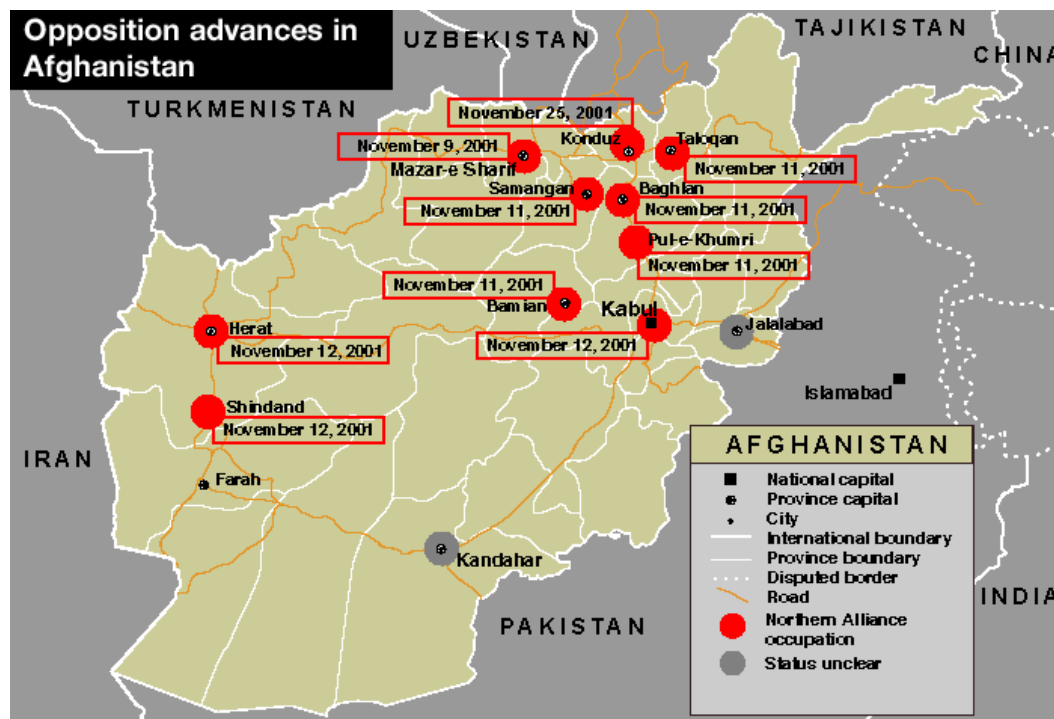 Opposition advances in
Afghanistan
UZBEKISTAN
TAJIKISTAN
CHINA
TURKMENISTAN
November 25, 2001
November 9, 2001
Konduz
Taloqan
Mazar-e Sharif
November 11, 2001
Samangan
Baghlan
November 11, 2001
November 11, 2001
Pul-e-Khumri
November 11, 2001
November 11, 2001
Bamian
Kabul
Jalalabad
Herat
November 12, 2001
November 12, 2001
Islamabad
Shindand
November 12, 2001
IRAN
Farah
Kandahar
PAKISTAN
INDIA
AFGHANISTAN
National capital
Province capital
City
International boundary
Province boundary
Disputed border
Road
Northern Alliance
occupation
Status unclear